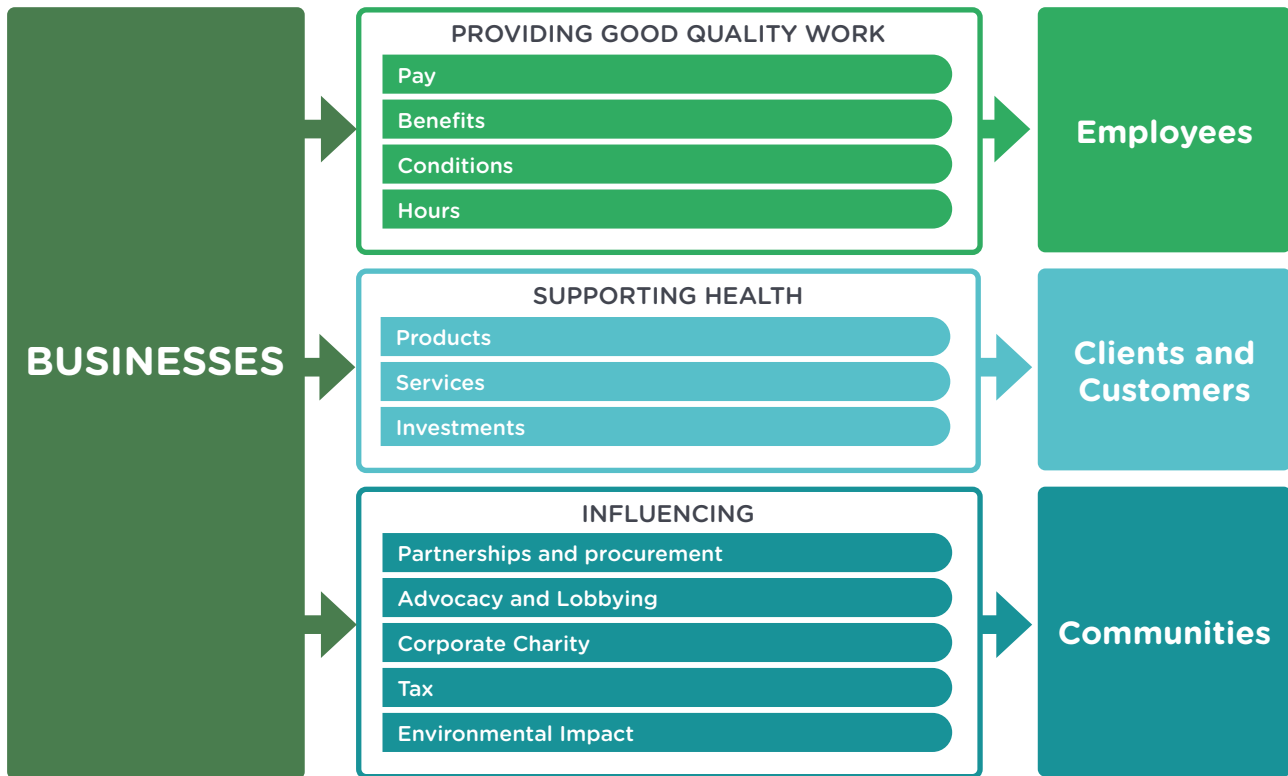 BUSINESSES
PROVIDING GOOD QUALITY WORK
Pay
Benefits
Conditions
Hours
Employees
SUPPORTING HEALTH
Products
Services
Investments
Clients and
Customers
INFLUENCING
Partnerships and procurement
Advocacy and Lobbying
Corporate Charity
Tax
Environmental Impact
Communities